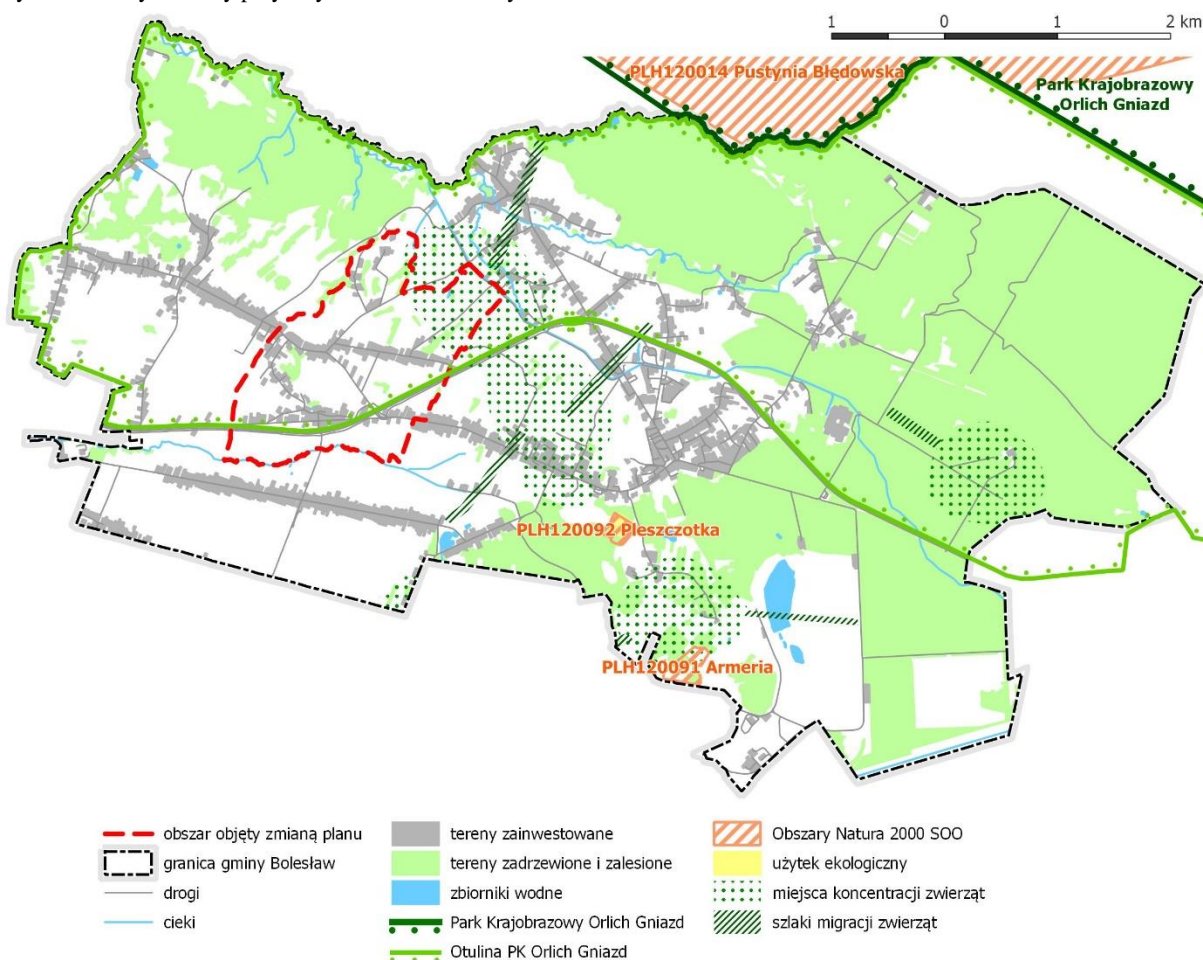 1 0 1 2 km
PLH120014 Pustynia Błędowska
Park Krajobrazowy
Orlich Gniazd
PLH120092 Pleszczotka
PLH120091 Armeria
obszar objęty zmianą planu
granica gminy Bolesław
drogi
cieki
tereny zainwestowane
tereny zadrzewione i zalesione
zbiorniki wodne
Park Krajobrazowy Orlich Gniazd
Otulina PK Orlich Gniazd
Obszary Natura 2000 SOO
użytek ekologiczny
miejsca koncentracji zwierząt
szlaki migracji zwierząt